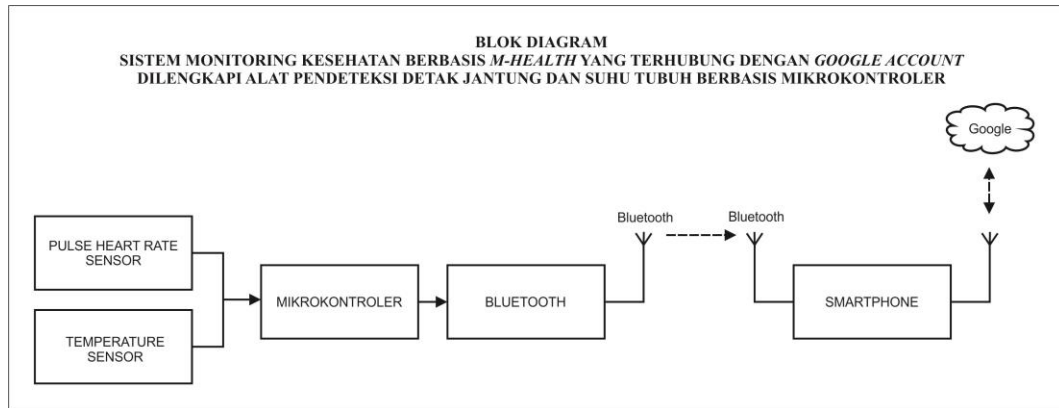 BLOK DIAGRAM
SISTEM MONITORING KESEHATAN BERBASIS M-HEALTH YANG TERHUBUNG DENGAN GOOGLE ACCOUNT
DILENGKAPI ALAT PENDETEKSI DETAK JANTUNG DAN SUHU TUBUH BERBASIS MIKROKONTROLER
Google
Bluetooth
Bluetooth
PULSE HEART RATE
SENSOR
MIKROKONTROLER
BLUETOOTH
SMARTPHONE
TEMPERATURE
SENSOR